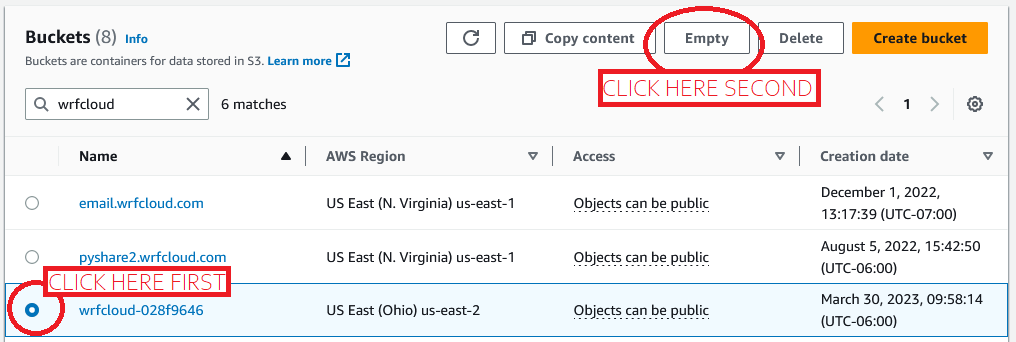 Buckets (8) Info
Buckets are containers for data stored in S3. Learn more
Copy content
Empty
Delete
Create bucket
CLICK HERE SECOND
wrfcloud
6 matches
1
Name AWS Region Access Creation date
email.wrfcloud.com US East (N. Virginia) us-east-1 Objects can be public December 1, 2022,
13:17:39 (UTC-07:00)
pyshare2.wrfcloud.com US East (N. Virginia) us-east-1 Objects can be public August 5, 2022, 15:42:50
(UTC-06:00)
CLICK HERE FIRST
wrfcloud-028f9646 US East (Ohio) us-east-2 Objects can be public March 30, 2023, 09:58:14
(UTC-06:00)